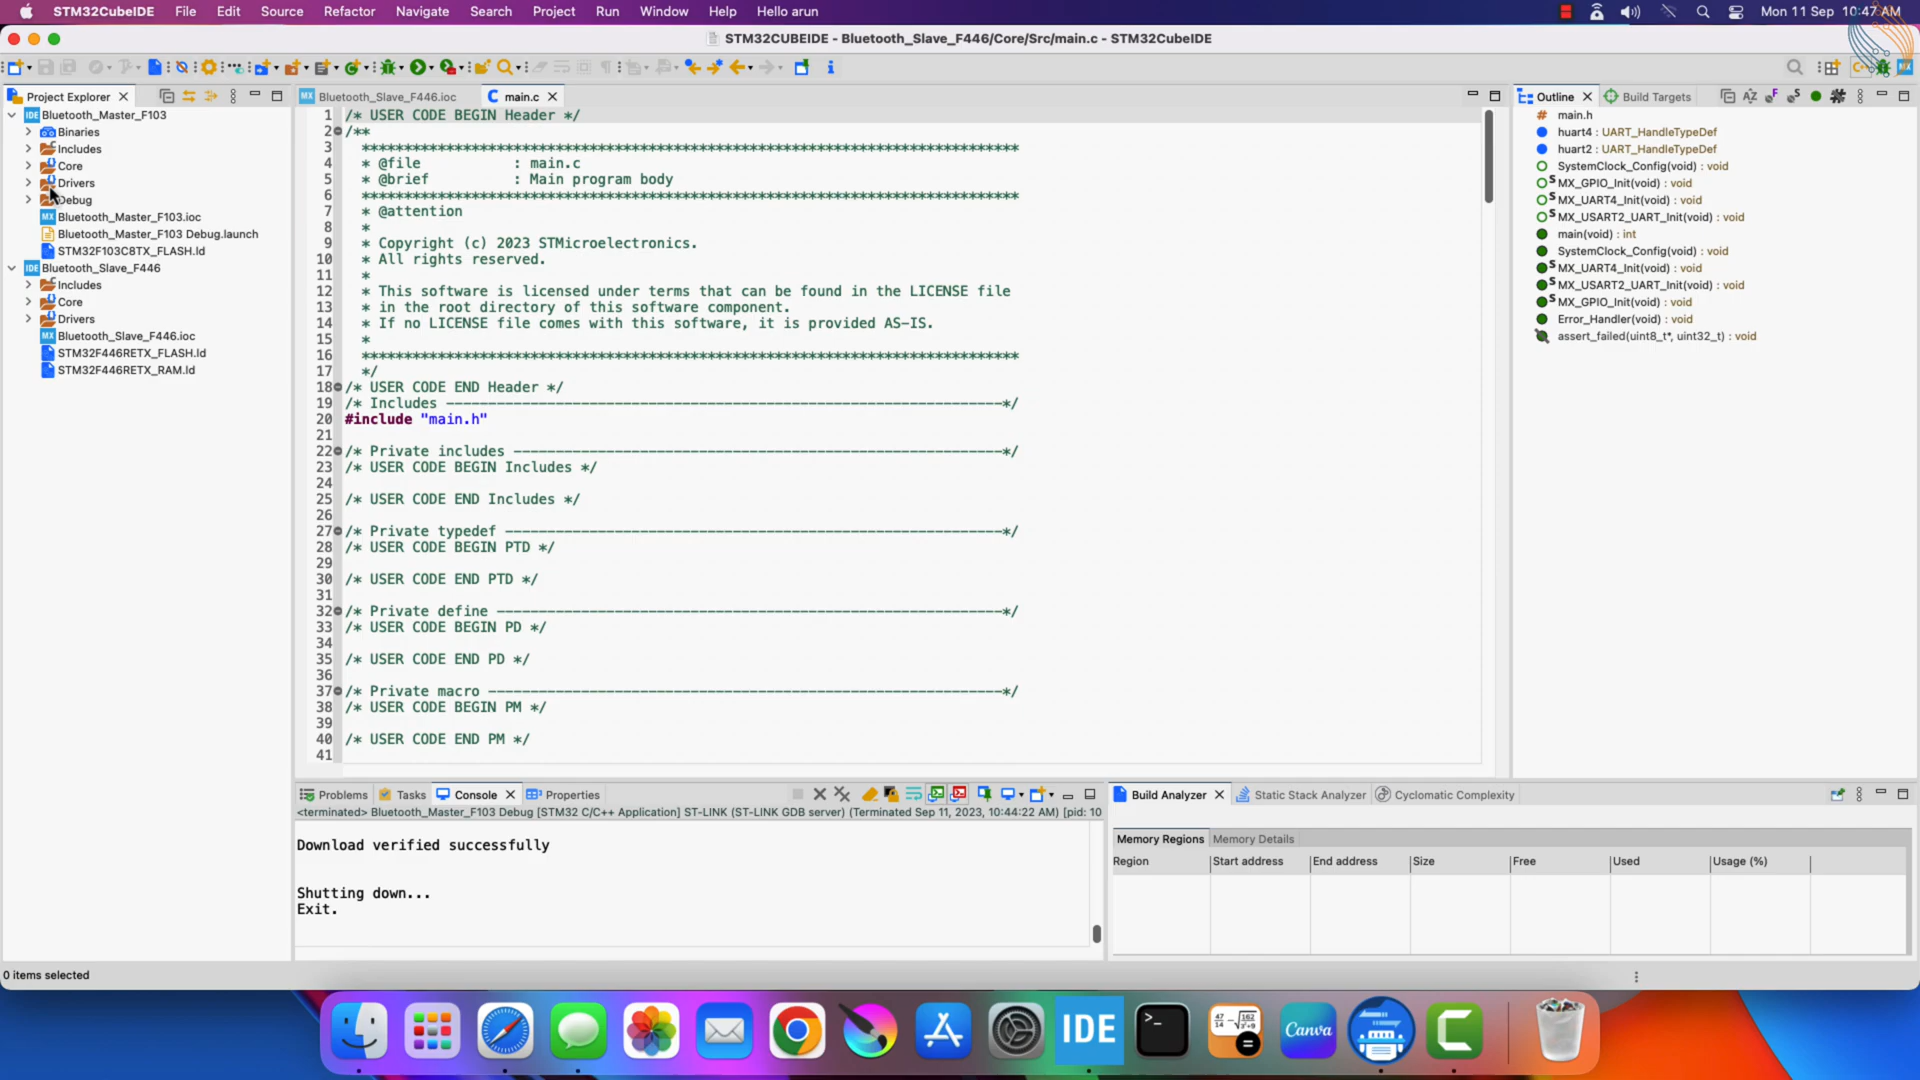 STM32CubeIDE File Edit Source Refactor Navigate Search Project Run Window Help Hello arun Mon 11 Sep 10:47 AM
STM32CUBEIDE - Bluetooth_Slave_F446/Core/Src/main.c - STM32CubeIDE
Project Explorer
Bluetooth_Master_F103
Binaries
Includes
Core
Drivers
Debug
Bluetooth_Master_F103.ioc
Bluetooth_Master_F103 Debug.launch
STM32F103C8TX_FLASH.ld
Bluetooth_Slave_F446
Includes
Core
Drivers
Bluetooth_Slave_F446.ioc
STM32F446RETX_FLASH.ld
STM32F446RETX_RAM.ld
Bluetooth_Slave_F446.ioc main.c
1 /* USER CODE BEGIN Header */
2 /**
3 ******************************************************************************
4 * @file : main.c
5 * @brief : Main program body
6 ******************************************************************************
7 * @attention
8 *
9 * Copyright (c) 2023 STMicroelectronics.
10 * All rights reserved.
11 *
12 * This software is licensed under terms that can be found in the LICENSE file
13 * in the root directory of this software component.
14 * If no LICENSE file comes with this software, it is provided AS-IS.
15 *
16 ******************************************************************************
17 */
18 /* USER CODE END Header */
19 /* Includes ------------------------------------------------------------------*/
20 #include "main.h"
21
22 /* Private includes ----------------------------------------------------------*/
23 /* USER CODE BEGIN Includes */
24
25 /* USER CODE END Includes */
26
27 /* Private typedef -----------------------------------------------------------*/
28 /* USER CODE BEGIN PTD */
29
30 /* USER CODE END PTD */
31
32 /* Private define ------------------------------------------------------------*/
33 /* USER CODE BEGIN PD */
34
35 /* USER CODE END PD */
36
37 /* Private macro -------------------------------------------------------------*/
38 /* USER CODE BEGIN PM */
39
40 /* USER CODE END PM */
41
Outline Build Targets
main.h
huart4 : UART_HandleTypeDef
huart2 : UART_HandleTypeDef
SystemClock_Config(void) : void
MX_GPIO_Init(void) : void
MX_UART4_Init(void) : void
MX_USART2_UART_Init(void) : void
main(void) : int
SystemClock_Config(void) : void
MX_UART4_Init(void) : void
MX_USART2_UART_Init(void) : void
MX_GPIO_Init(void) : void
Error_Handler(void) : void
assert_failed(uint8_t*, uint32_t) : void
Problems Tasks Console Properties
<terminated> Bluetooth_Master_F103 Debug [STM32 C/C++ Application] ST-LINK (ST-LINK GDB server) (Terminated Sep 11, 2023, 10:44:22 AM) [pid: 10
Download verified successfully
Shutting down...
Exit.
Build Analyzer Static Stack Analyzer Cyclomatic Complexity
Memory Regions Memory Details
Region Start address End address Size Free Used Usage (%)
0 items selected
IDE
Canva